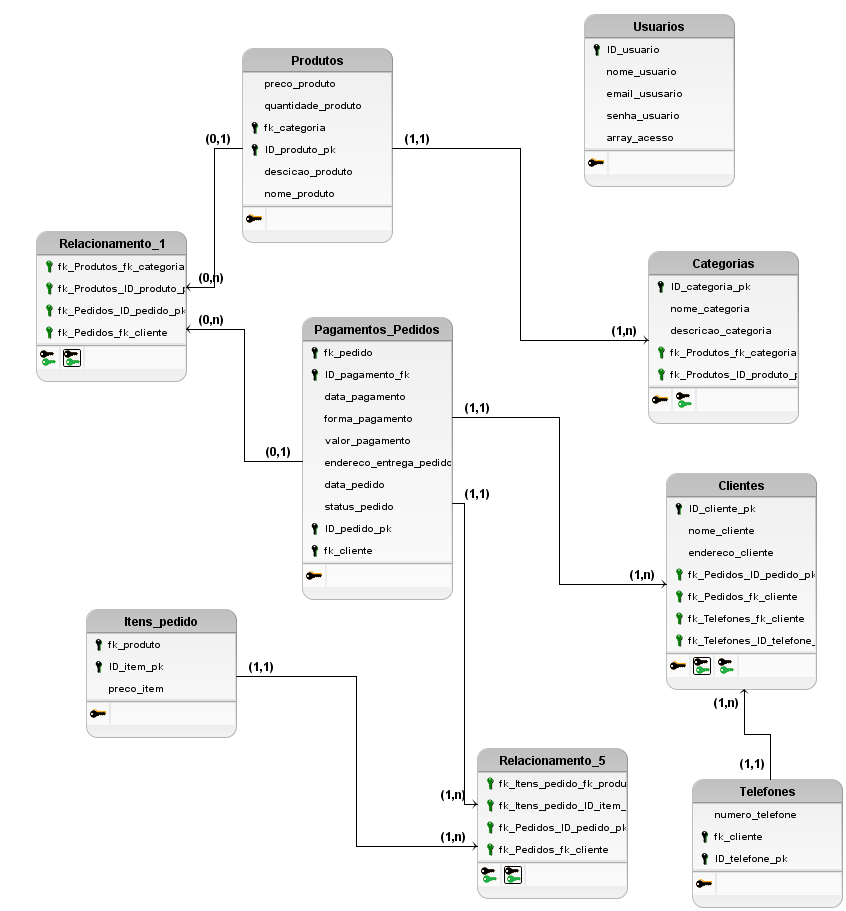 Usuarios
ID_usuario
nome_usuario
email_ususario
senha_usuario
array_acesso
Produtos
preco_produto
quantidade_produto
fk_categoria
ID_produto_pk
descicao_produto
nome_produto
(0,1)
(1,1)
Relacionamento_1
fk_Produtos_fk_categoria
fk_Produtos_ID_produto_p
fk_Pedidos_ID_pedido_pk
fk_Pedidos_fk_cliente
(0,n)
(0,n)
Categorias
ID_categoria_pk
nome_categoria
descricao_categoria
fk_Produtos_fk_categoria
fk_Produtos_ID_produto_p
(1,n)
Pagamentos_Pedidos
fk_pedido
ID_pagamento_fk
data_pagamento
forma_pagamento
valor_pagamento
endereco_entrega_pedido
data_pedido
status_pedido
ID_pedido_pk
fk_cliente
(1,1)
(0,1)
(1,1)
(1,n)
Clientes
ID_cliente_pk
nome_cliente
endereco_cliente
fk_Pedidos_ID_pedido_pk
fk_Pedidos_fk_cliente
fk_Telefones_fk_cliente
fk_Telefones_ID_telefone_
Itens_pedido
fk_produto
ID_item_pk
preco_item
(1,1)
(1,n)
(1,1)
Relacionamento_5
fk_Itens_pedido_fk_produ
fk_Itens_pedido_ID_item_
fk_Pedidos_ID_pedido_pk
fk_Pedidos_fk_cliente
(1,n)
(1,n)
Telefones
numero_telefone
fk_cliente
ID_telefone_pk